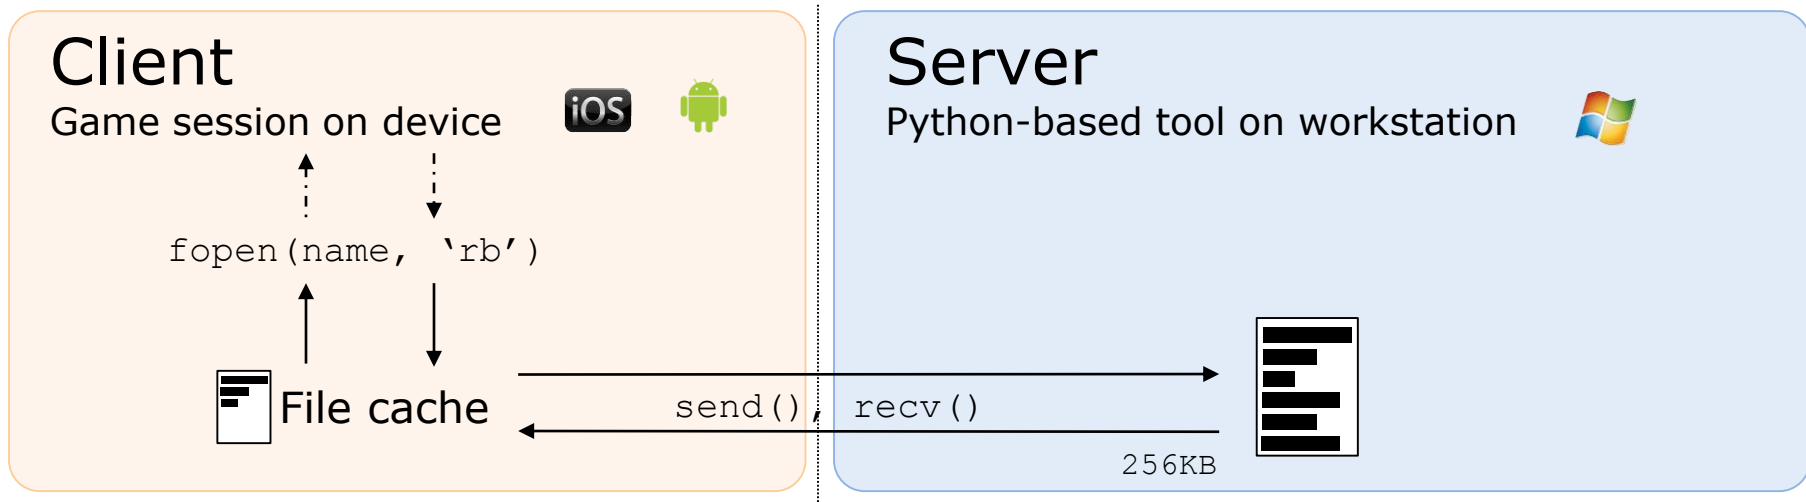 Client
Game session on device
iOS
fopen(name, ‘rb’)
File cache
Server
Python-based tool on workstation
send(), recv()
256KB